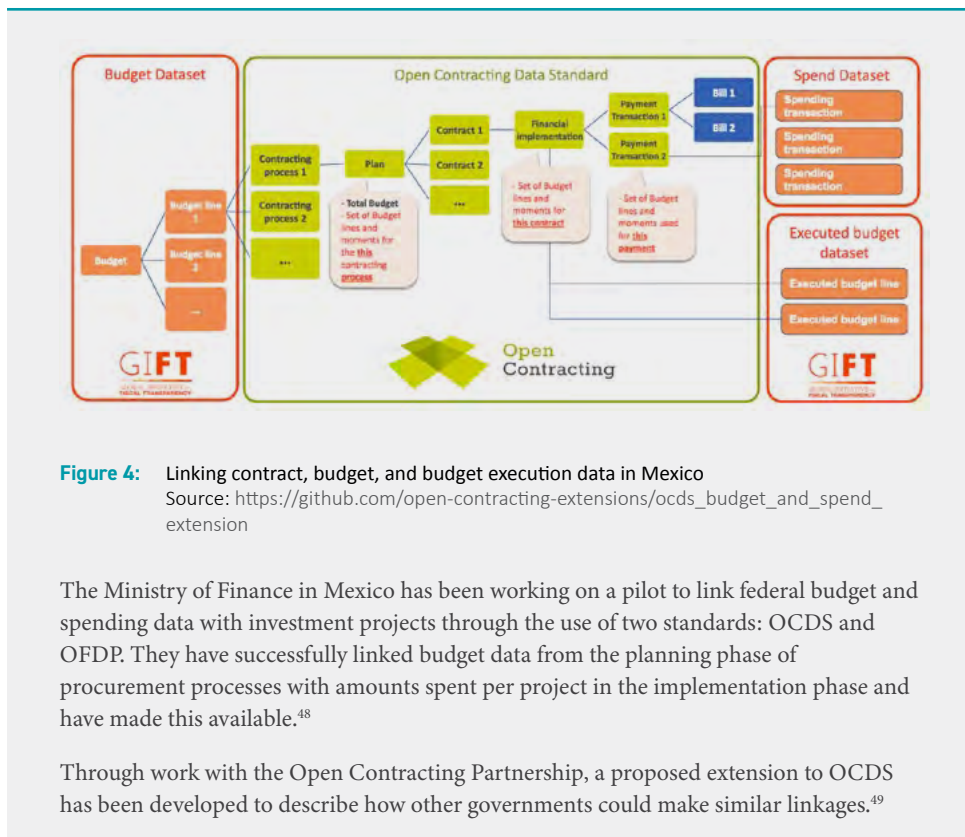 Budget Dataset
Open Contracting Data Standard
Spend Dataset
Budget
Budget line
1
Budget line
2
...
GIFT
FISCAL TRANSPARENCY
Contracting
process 1
Contracting
process 2
...
Plan
- Total Budget
- Set of Budget
lines and
moments for
the this
contracting
process
Contract 1
Contract 2
...
Financial
implementation
- Set of Budget
lines and
moments for
this contract
Payment
Transaction 1
Payment
Transaction 2
- Set of Budget
lines and
moments used
for this
payment
Bill 1
Bill 2
Open
Contracting
Spending
transaction
Spending
transaction
Spending
transaction
Executed budget
dataset
Executed budget line
Executed budget line
GIFT
FISCAL TRANSPARENCY
Figure 4: Linking contract, budget, and budget execution data in Mexico
Source: https://github.com/open-contracting-extensions/ocds_budget_and_spend_
extension
The Ministry of Finance in Mexico has been working on a pilot to link federal budget and
spending data with investment projects through the use of two standards: OCDS and
OFDP. They have successfully linked budget data from the planning phase of
procurement processes with amounts spent per project in the implementation phase and
have made this available.48
Through work with the Open Contracting Partnership, a proposed extension to OCDS
has been developed to describe how other governments could make similar linkages.49